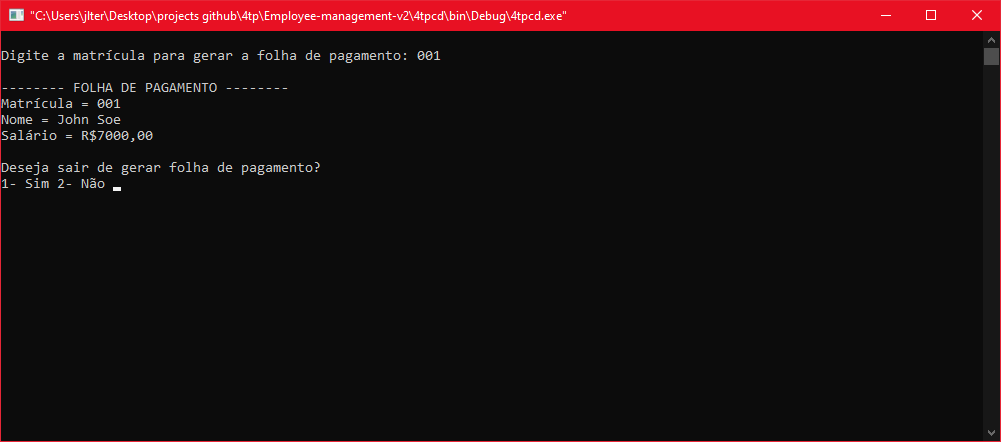 "C:\Users\jlter\Desktop\projects github\4tp\Employee-management-v2\4tpcd\bin\Debug\4tpcd.exe"
Digite a matrícula para gerar a folha de pagamento: 001
-------- FOLHA DE PAGAMENTO --------
Matrícula = 001
Nome = John Soe
Salário = R$7000,00
Deseja sair de gerar folha de pagamento?
1- Sim 2- Não